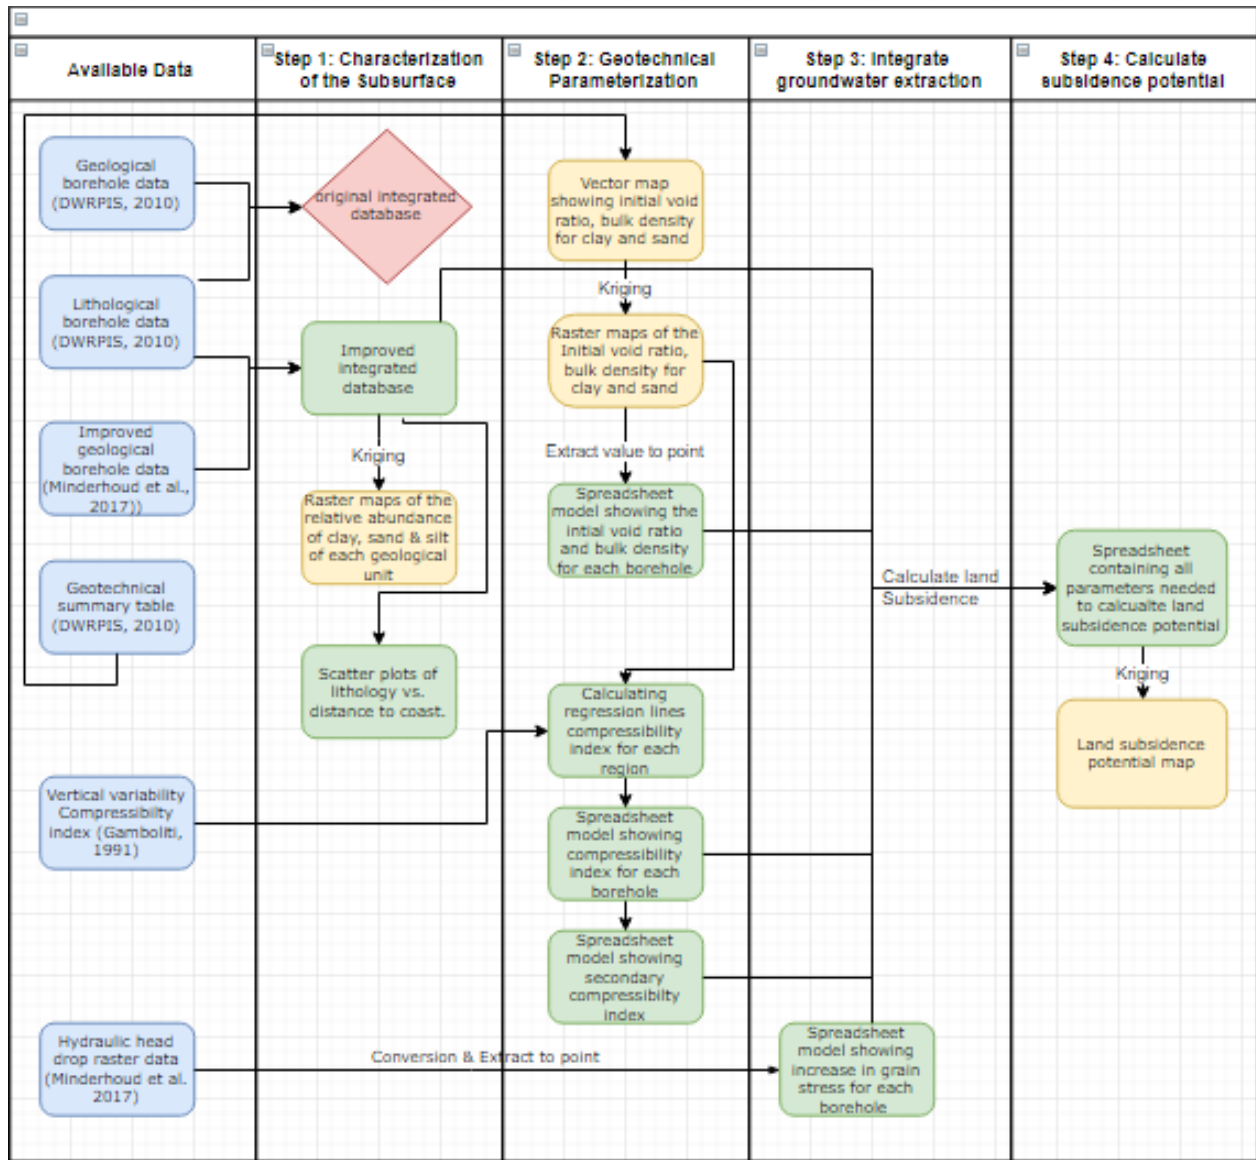 Available Data
Step 1: Characterization
of the Subsurface
Step 2: Geotechnical
Parameterization
Step 3: Integrate
groundwater extraction
Step 4: Calculate
subsidence potential
Geological
borehole data
(DWRPIS, 2010)
Lithological
borehole data
(DWRPIS, 2010)
Improved
geological
borehole data
(Minderhoud et al.,
2017))
Geotechnical
summary table
(DWRPIS, 2010)
Vertical variability
Compressibilty
index (Gamboliti,
1991)
Hydraulic head
drop raster data
(Minderhoud et al.
2017)
original integrated
database
Improved
integrated
database
Kriging
Raster maps of the
relative abundance
of clay, sand & silt
of each geological
unit
Scatter plots of
lithology vs.
distance to coast.
Vector map
showing initial void
ratio, bulk density
for clay and sand
Kriging
Raster maps of the
Initial void ratio,
bulk density for
clay and sand
Extract value to point
Spreadsheet
model showing the
intial void ratio
and bulk density
for each borehole
Calculating
regression lines
compressibility
index for each
region
Spreadsheet
model showing
compressibility
index for each
borehole
Spreadsheet
model showing
secondary
compressibilty
index
Conversion & Extract to point
Spreadsheet
model showing
increase in grain
stress for each
borehole
Calculate land
Subsidence
Spreadsheet
containing all
parameters needed
to calcualte land
subsidence potential
Kriging
Land subsidence
potential map